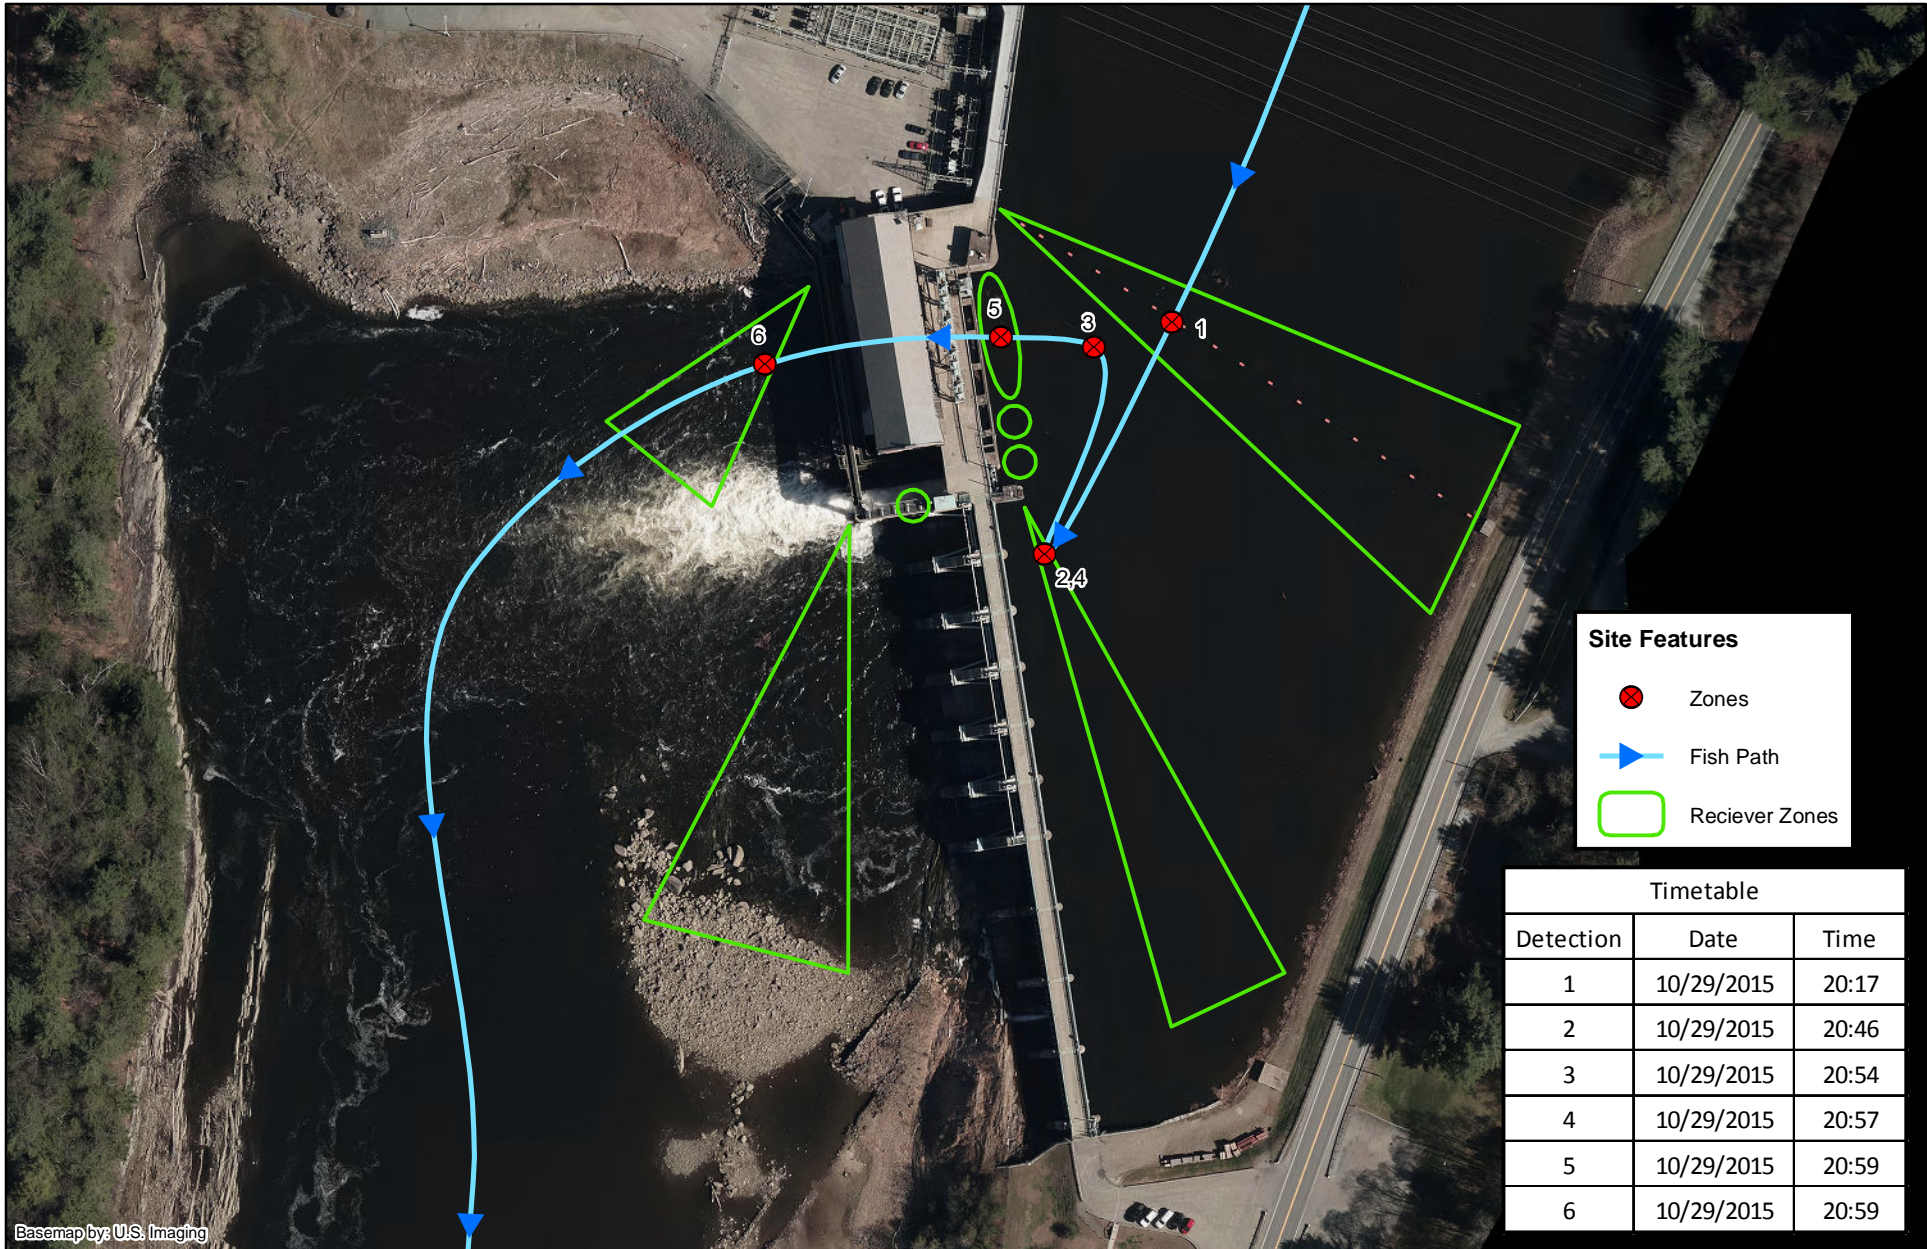 6
5
3
1
2,4
Site Features
Zones
Fish Path
Reciever Zones
Timetable
Detection Date Time
1 10/29/2015 20:17
2 10/29/2015 20:46
3 10/29/2015 20:54
4 10/29/2015 20:57
5 10/29/2015 20:59
6 10/29/2015 20:59
Basemap by: U.S. Imaging